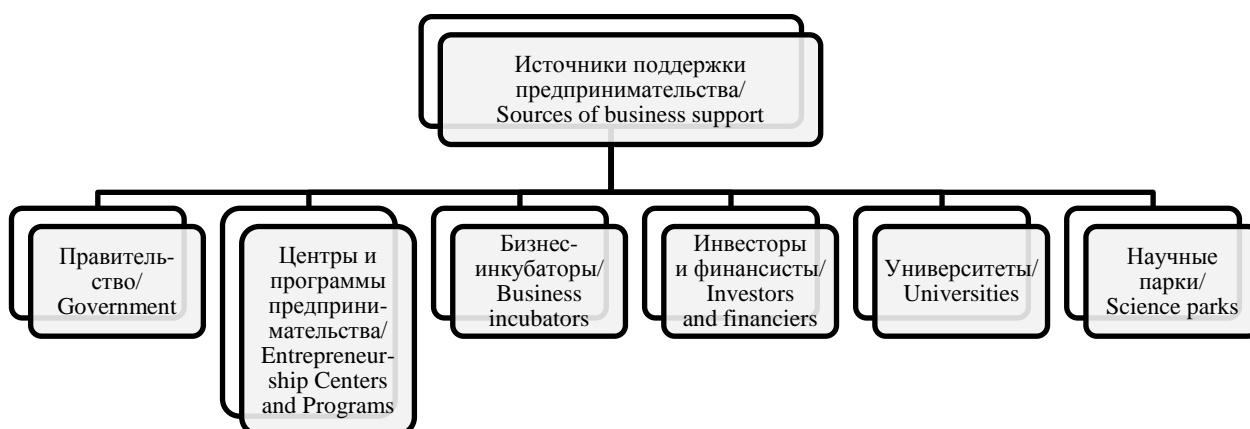 Источники поддержки
предпринимательства/
Sources of business support
Правитель-
ство/
Government
Центры и
программы
предприни-
мательства/
Entrepreneur-
ship Centers
and Programs
Бизнес-
инкубаторы/
Business
incubators
Инвесторы
и финансисты/
Investors
and financiers
Университеты/
Universities
Научные
парки/
Science parks